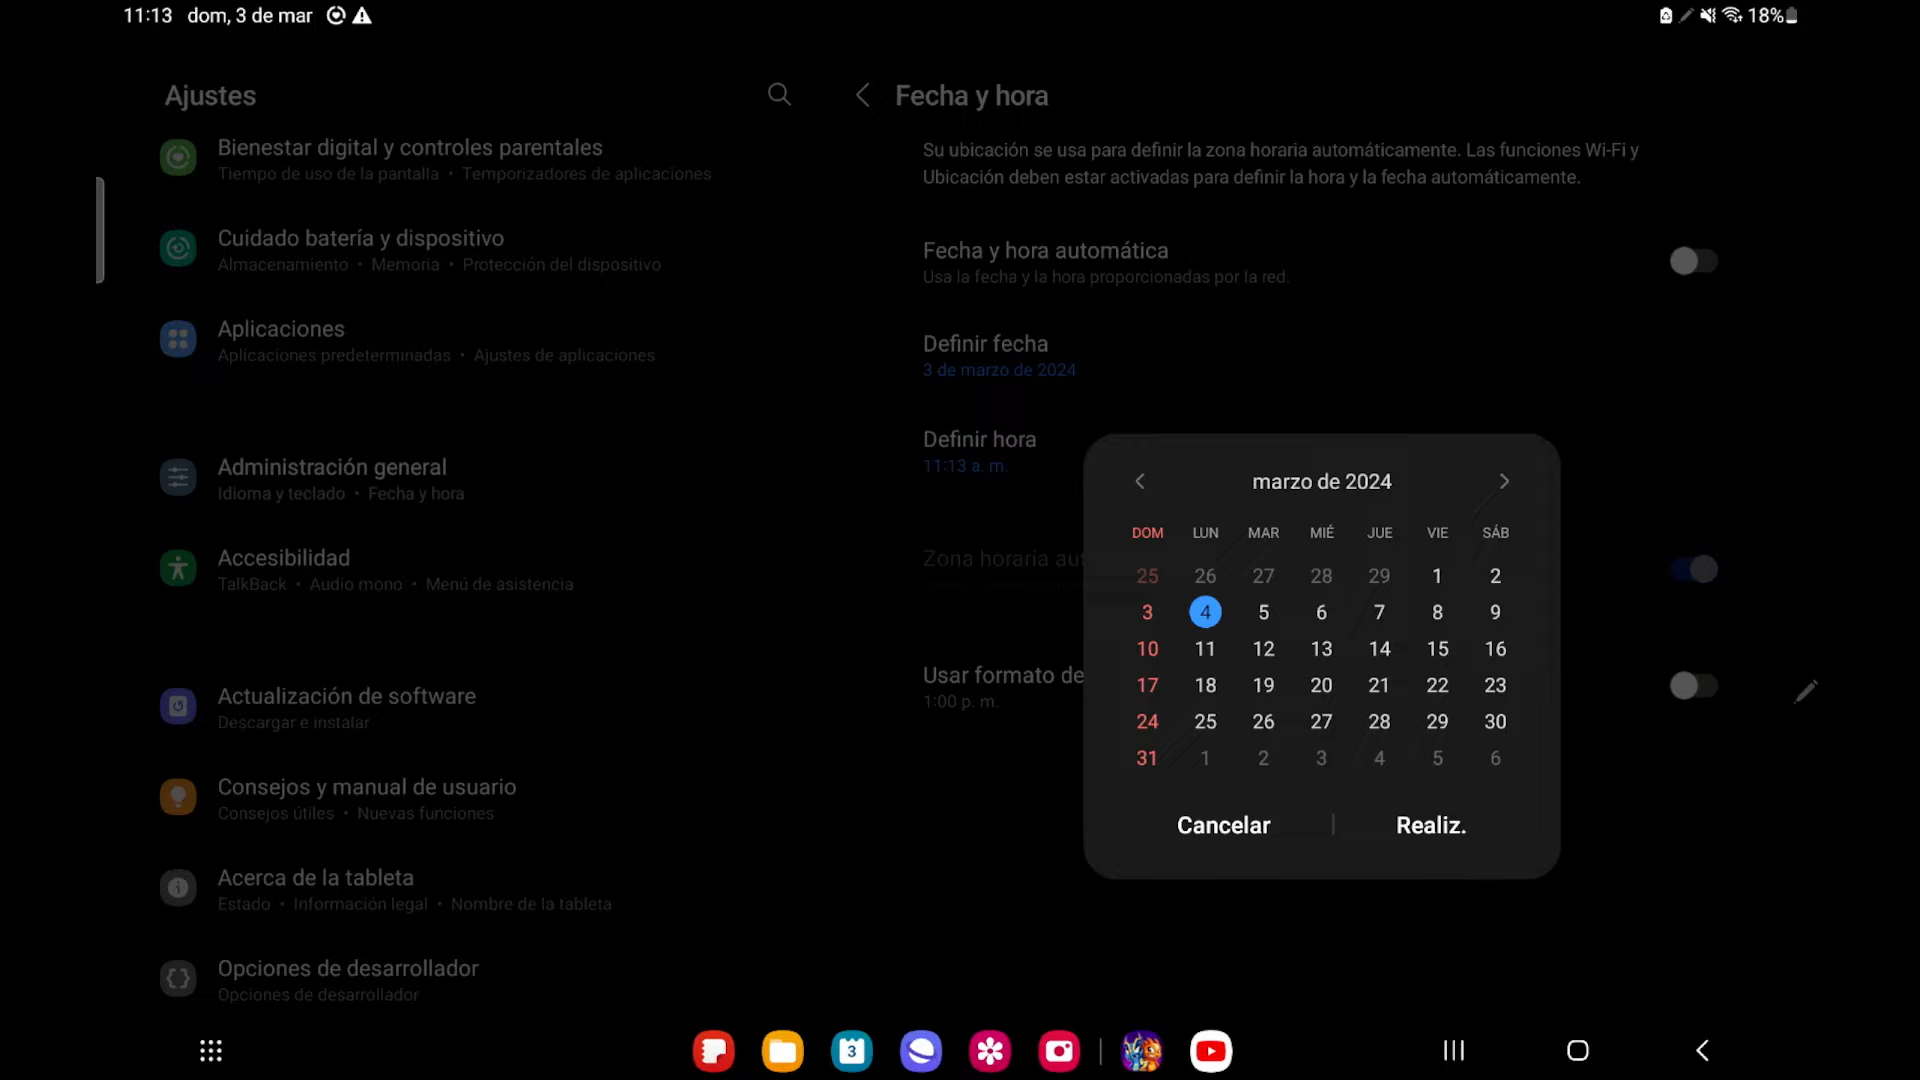 11:13 dom, 3 de mar
18%
Ajustes
Bienestar digital y controles parentales
Tiempo de uso de la pantalla • Temporizadores de aplicaciones
Cuidado batería y dispositivo
Almacenamiento • Memoria • Protección del dispositivo
Aplicaciones
Aplicaciones predeterminadas • Ajustes de aplicaciones
Administración general
Idioma y teclado • Fecha y hora
Accesibilidad
TalkBack • Audio mono • Menú de asistencia
Actualización de software
Descargar e instalar
Consejos y manual de usuario
Consejos útiles • Nuevas funciones
Acerca de la tableta
Estado • Información legal • Nombre de la tableta
Opciones de desarrollador
Opciones de desarrollador
Fecha y hora
Su ubicación se usa para definir la zona horaria automáticamente. Las funciones Wi-Fi y
Ubicación deben estar activadas para definir la hora y la fecha automáticamente.
Fecha y hora automática
Usa la fecha y la hora proporcionadas por la red.
Definir fecha
3 de marzo de 2024
Definir hora
11:13 a. m.
Zona horaria aut
Usar formato de
1:00 p. m.
marzo de 2024
DOM LUN MAR MIÉ JUE VIE SÁB
25 26 27 28 29 1 2
3 4 5 6 7 8 9
10 11 12 13 14 15 16
17 18 19 20 21 22 23
24 25 26 27 28 29 30
31 1 2 3 4 5 6
Cancelar | Realiz.
3